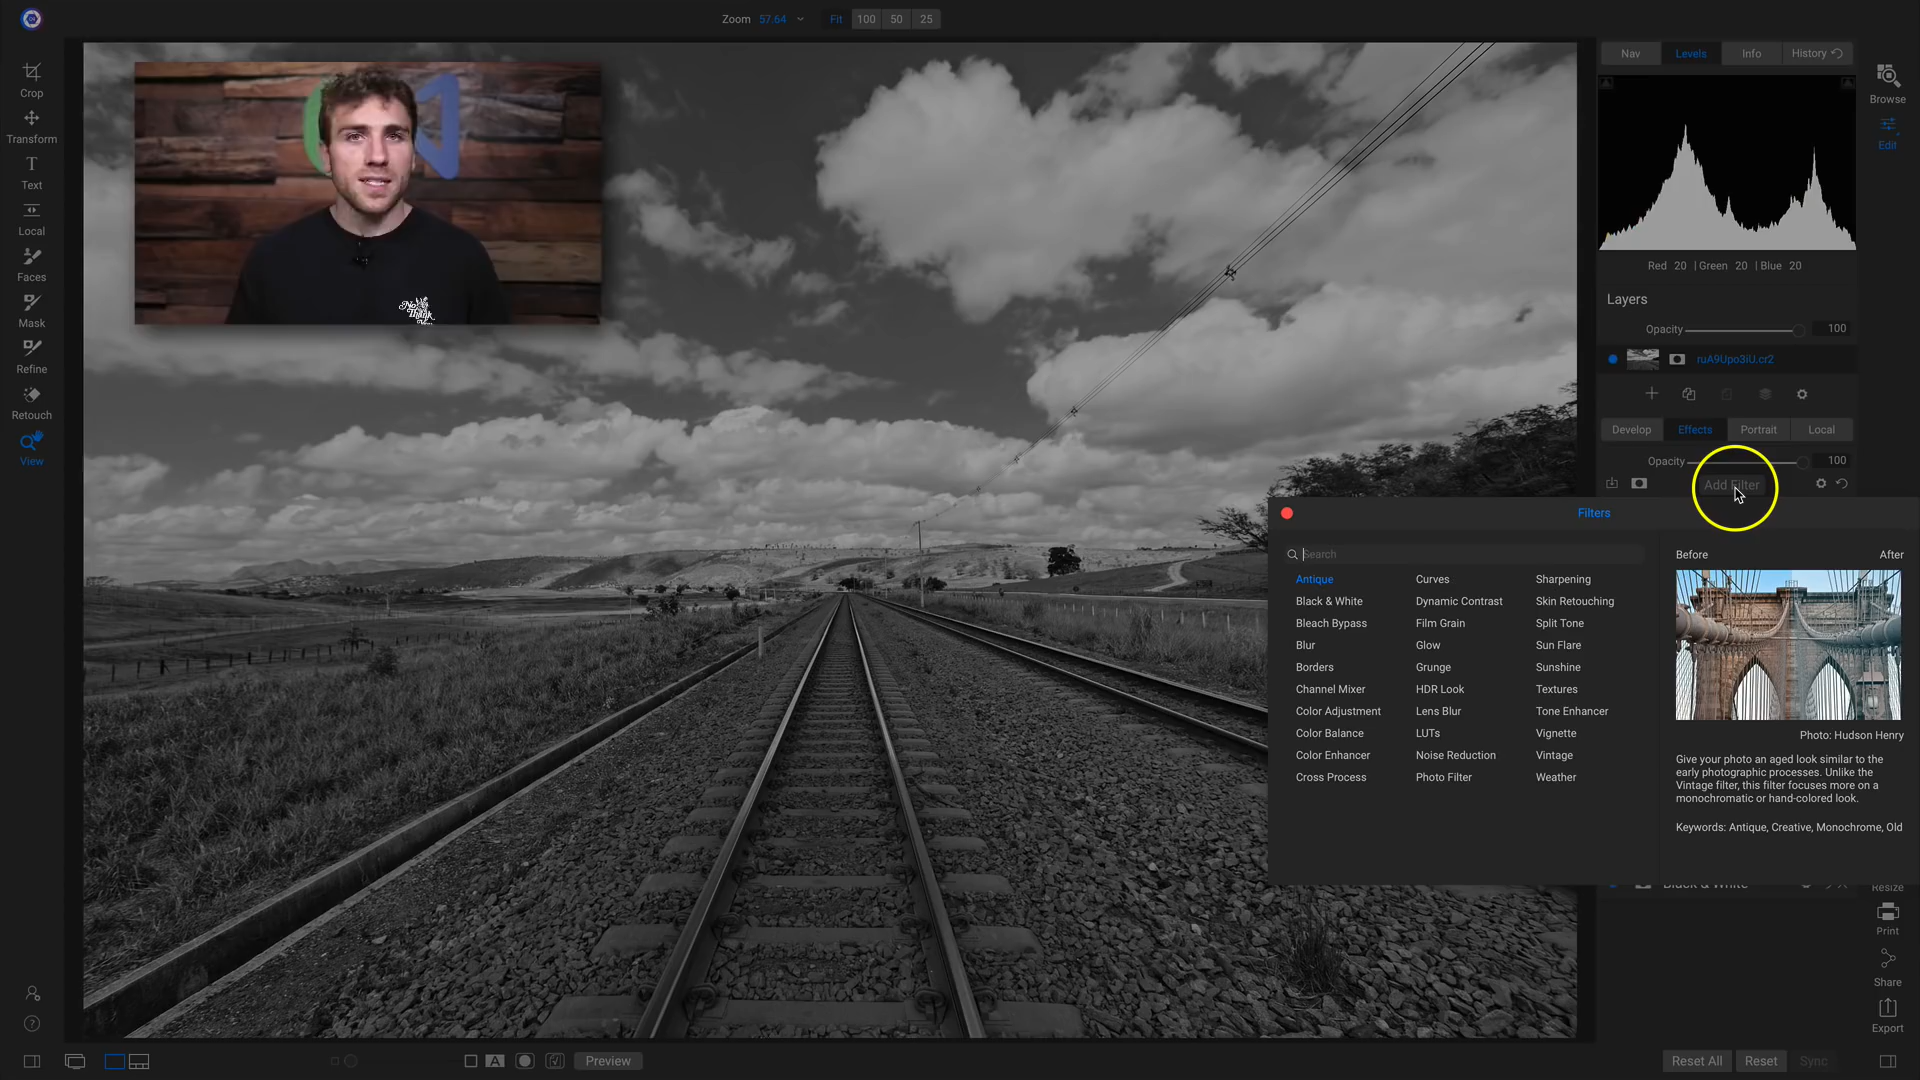 Zoom 57.64 Fit 100 50 25
Crop
Transform
T
Text
Local
Faces
Mask
Refine
Retouch
View
No
Think
Nav Levels Info History
Browse
Edit
Red 20 | Green 20 | Blue 20
Layers
Opacity 100
ruA9Upo3iU.cr2
Develop Effects Portrait Local
Opacity 100
Add Filter
Filters
Search
Antique
Black & White
Bleach Bypass
Blur
Borders
Channel Mixer
Color Adjustment
Color Balance
Color Enhancer
Cross Process
Curves
Dynamic Contrast
Film Grain
Glow
Grunge
HDR Look
Lens Blur
LUTs
Noise Reduction
Photo Filter
Sharpening
Skin Retouching
Split Tone
Sun Flare
Sunshine
Textures
Tone Enhancer
Vignette
Vintage
Weather
Before After
Photo: Hudson Henry
Give your photo an aged look similar to the
early photographic processes. Unlike the
Vintage filter, this filter focuses more on a
monochromatic or hand-colored look.
Keywords: Antique, Creative, Monochrome, Old
Black & White
Resize
Print
Share
Export
?
A
Preview
Reset All Reset Sync